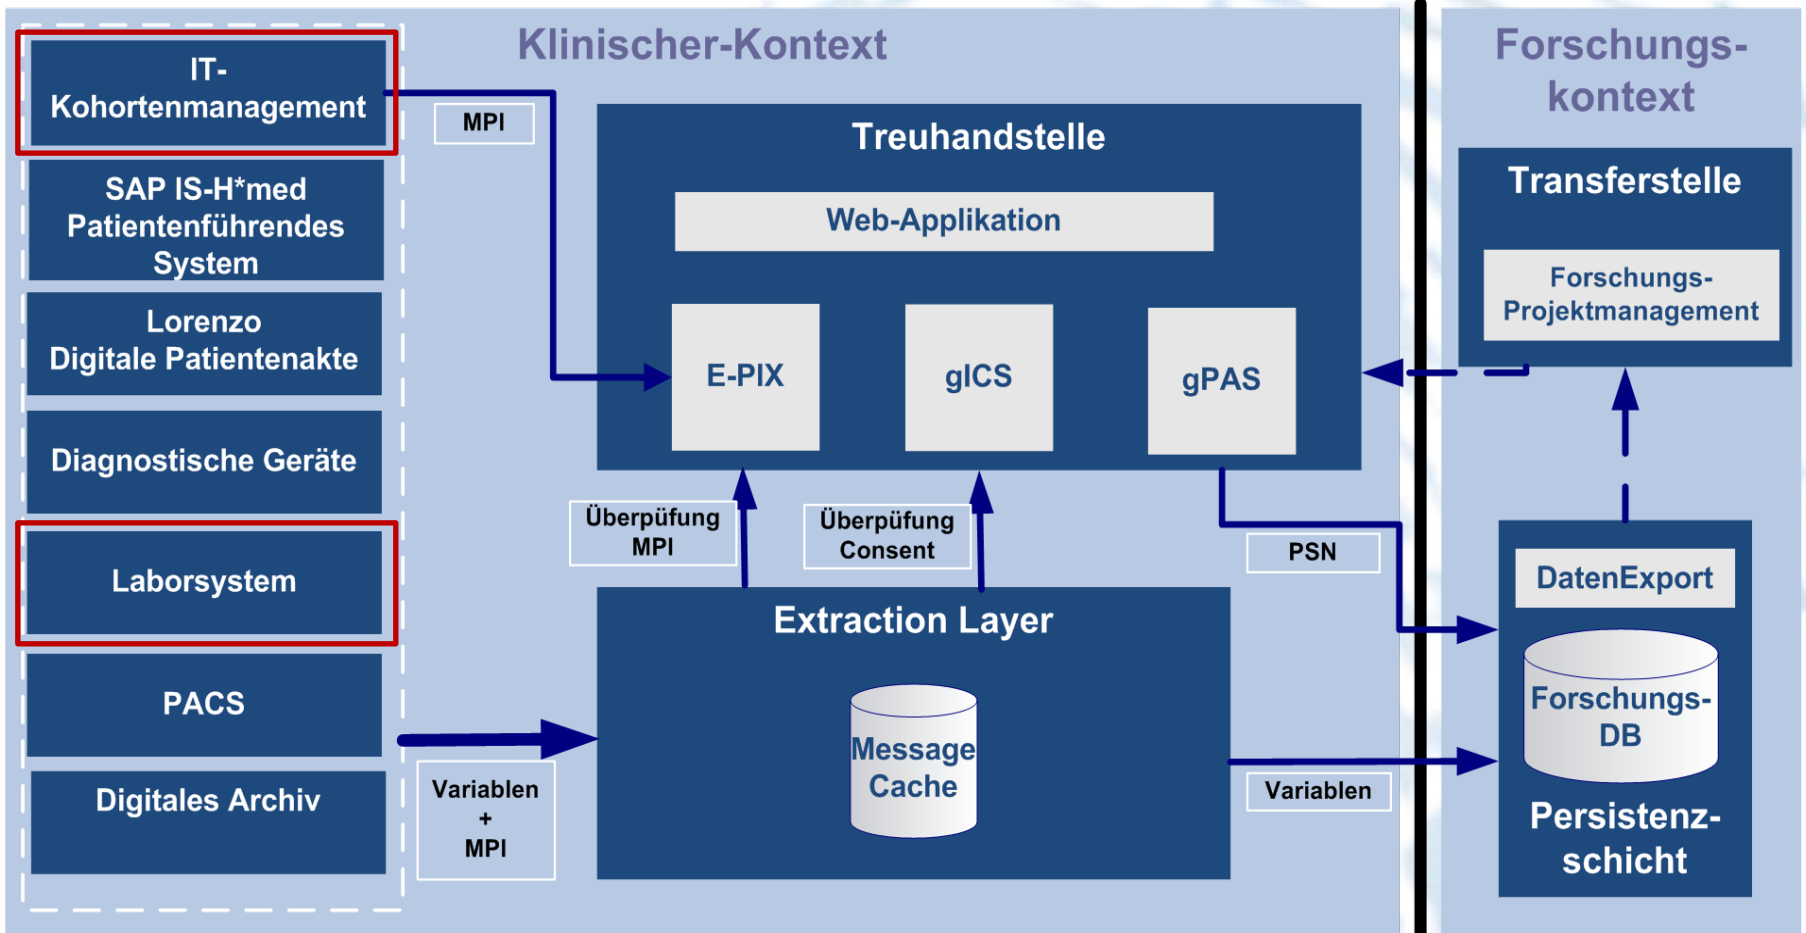 Klinischer-Kontext
Forschungs-
kontext
IT-
Kohortenmanagement
SAP IS-H*med
Patientenführendes
System
Lorenzo
Digitale Patientenakte
Diagnostische Geräte
Laborsystem
PACS
Digitales Archiv
MPI
Treuhandstelle
Web-Applikation
E-PIX
gICS
gPAS
Überpüfung
MPI
Überpüfung
Consent
PSN
Extraction Layer
Message
Cache
Variablen
+
MPI
Variablen
Transferstelle
Forschungs-
Projektmanagement
DatenExport
Forschungs-
DB
Persistenz-
schicht